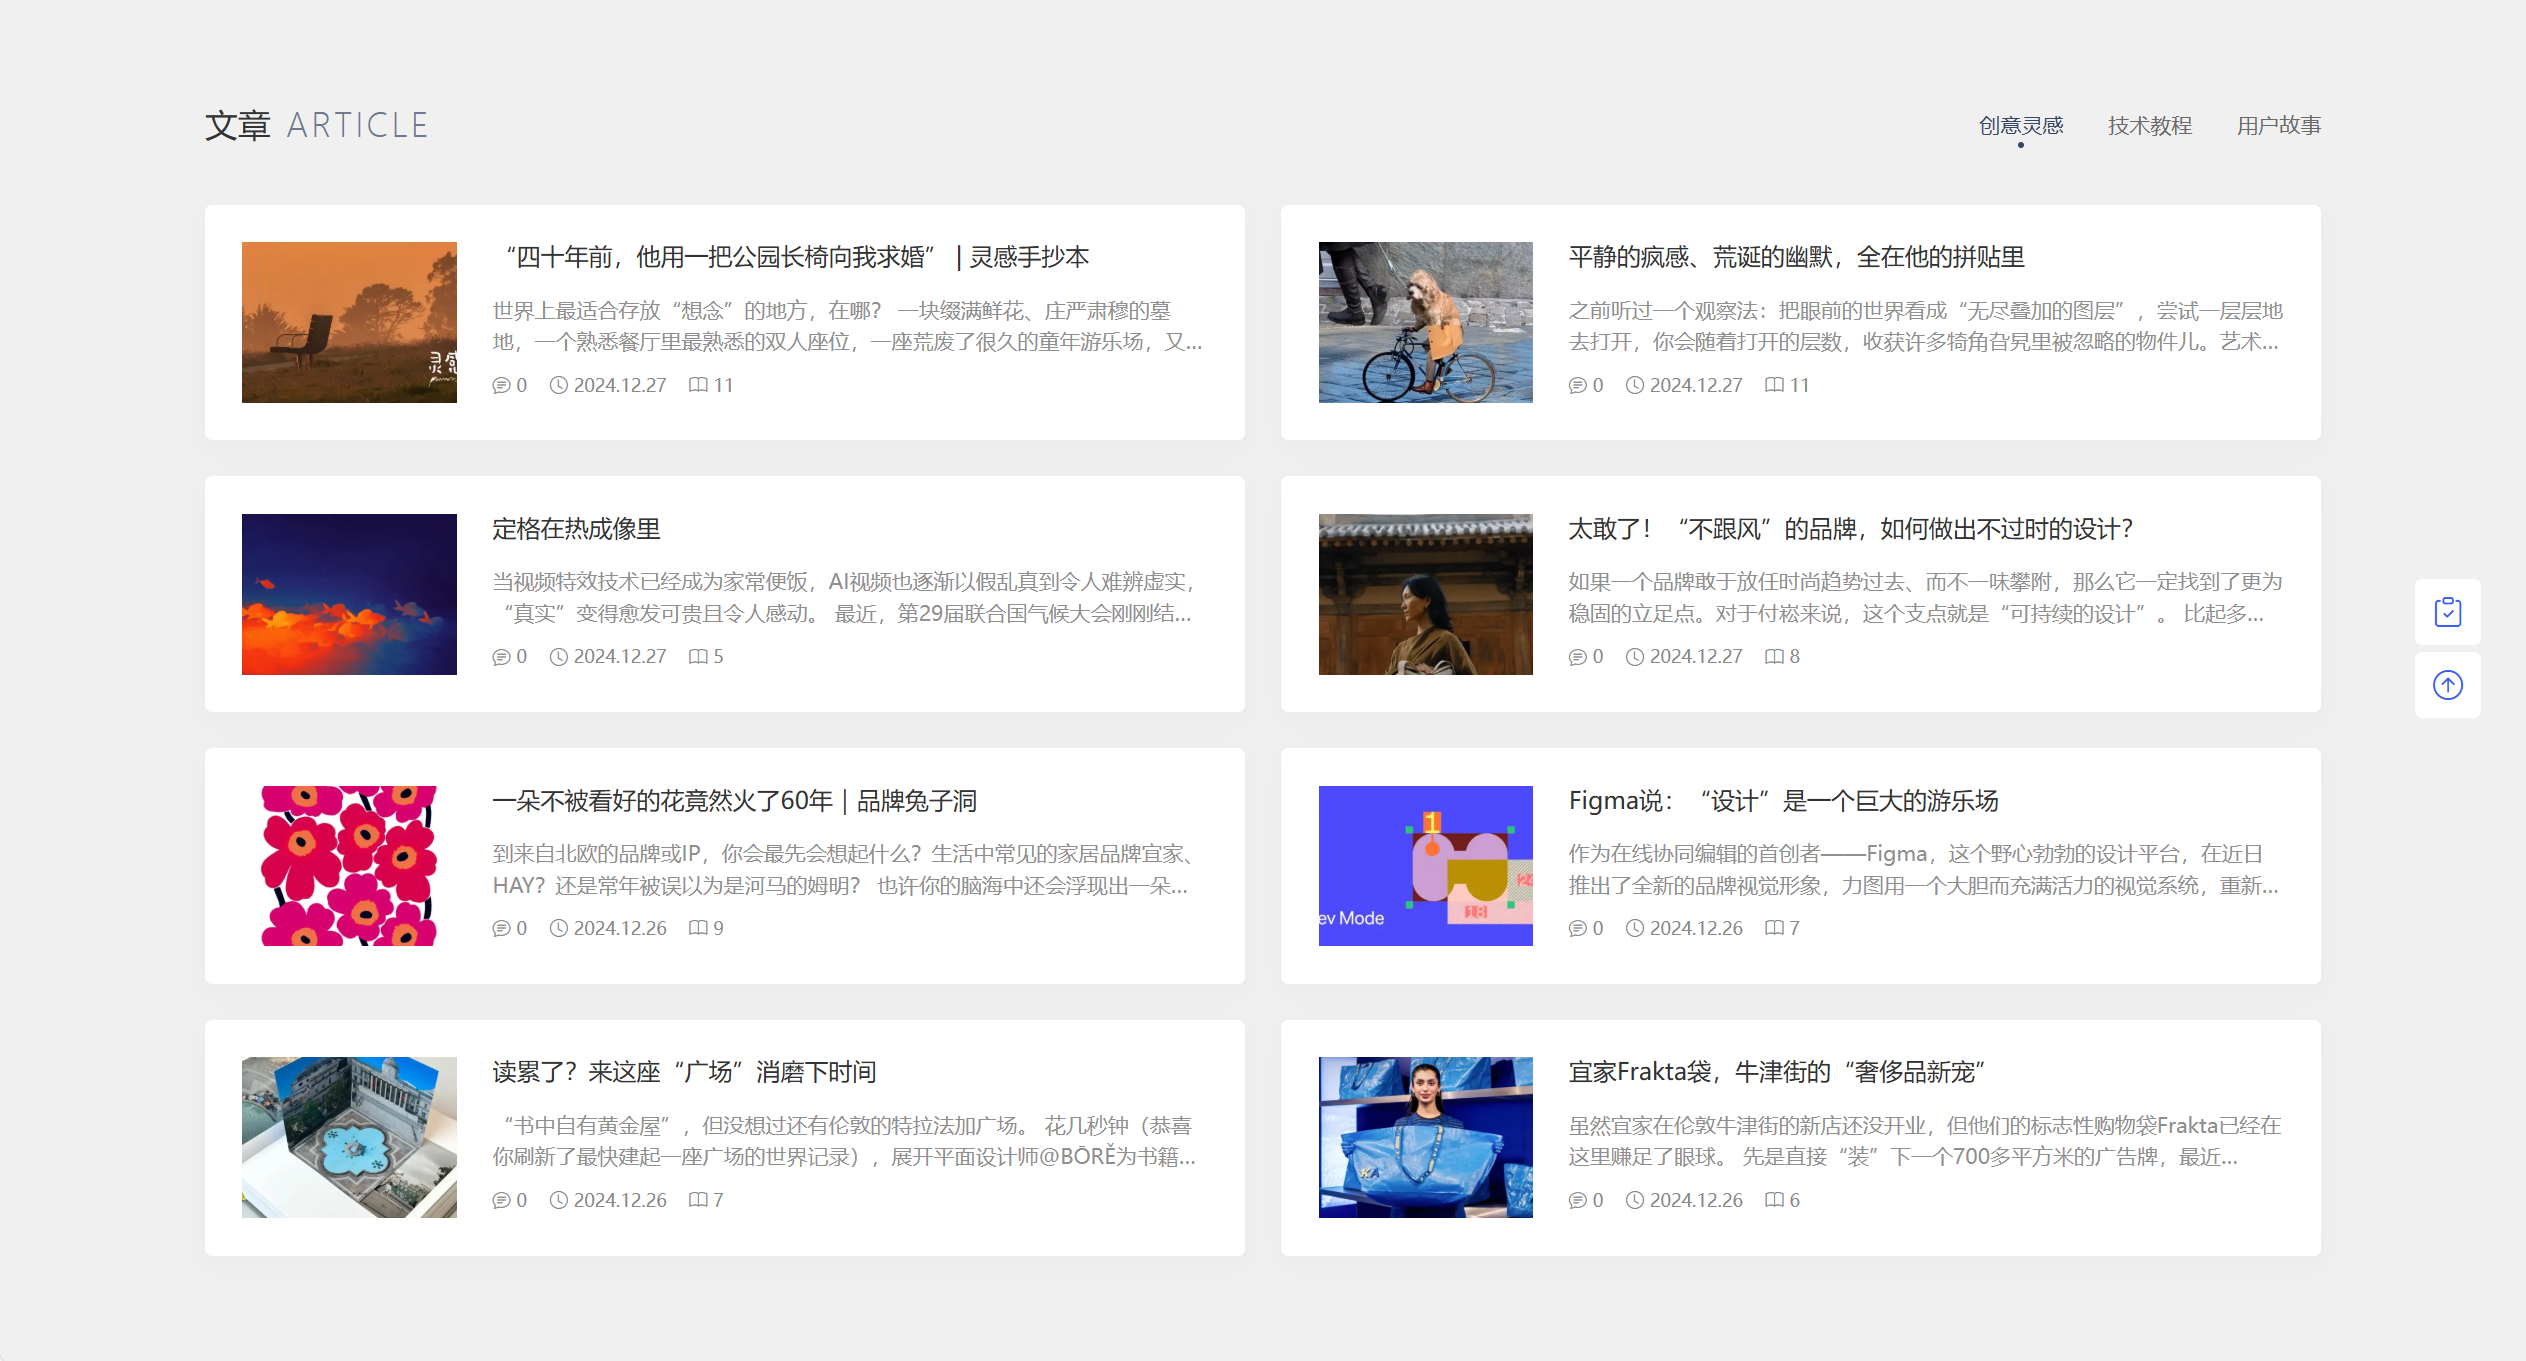 文章 ARTICLE
创意灵感 技术教程 用户故事
“四十年前，他用一把公园长椅向我求婚” | 灵感手抄本
世界上最适合存放“想念”的地方，在哪？ 一块缀满鲜花、庄严肃穆的墓
地，一个熟悉餐厅里最熟悉的双人座位，一座荒废了很久的童年游乐场，又...
0 2024.12.27 11
灵感
平静的疯感、荒诞的幽默，全在他的拼贴里
之前听过一个观察法：把眼前的世界看成“无尽叠加的图层”，尝试一层层地
去打开，你会随着打开的层数，收获许多犄角旮旯里被忽略的物件儿。艺术...
0 2024.12.27 11
定格在热成像里
当视频特效技术已经成为家常便饭，AI视频也逐渐以假乱真到令人难辨虚实，
“真实”变得愈发可贵且令人感动。 最近，第29届联合国气候大会刚刚结...
0 2024.12.27 5
太敢了！“不跟风”的品牌，如何做出不过时的设计？
如果一个品牌敢于放任时尚趋势过去、而不一味攀附，那么它一定找到了更为
稳固的立足点。对于付崧来说，这个支点就是“可持续的设计”。 比起多...
0 2024.12.27 8
一朵不被看好的花竟然火了60年｜品牌兔子洞
到来自北欧的品牌或IP，你会最先会想起什么？生活中常见的家居品牌宜家、
HAY？还是常年被误以为是河马的姆明？ 也许你的脑海中还会浮现出一朵...
0 2024.12.26 9
1
24
18
ev Mode
Figma说：“设计”是一个巨大的游乐场
作为在线协同编辑的首创者——Figma，这个野心勃勃的设计平台，在近日
推出了全新的品牌视觉形象，力图用一个大胆而充满活力的视觉系统，重新...
0 2024.12.26 7
读累了？来这座“广场”消磨下时间
“书中自有黄金屋”，但没想过还有伦敦的特拉法加广场。 花几秒钟（恭喜
你刷新了最快建起一座广场的世界记录），展开平面设计师@BŌRĚ为书籍...
0 2024.12.26 7
KA
宜家Frakta袋，牛津街的“奢侈品新宠”
虽然宜家在伦敦牛津街的新店还没开业，但他们的标志性购物袋Frakta已经在
这里赚足了眼球。 先是直接“装”下一个700多平方米的广告牌，最近...
0 2024.12.26 6